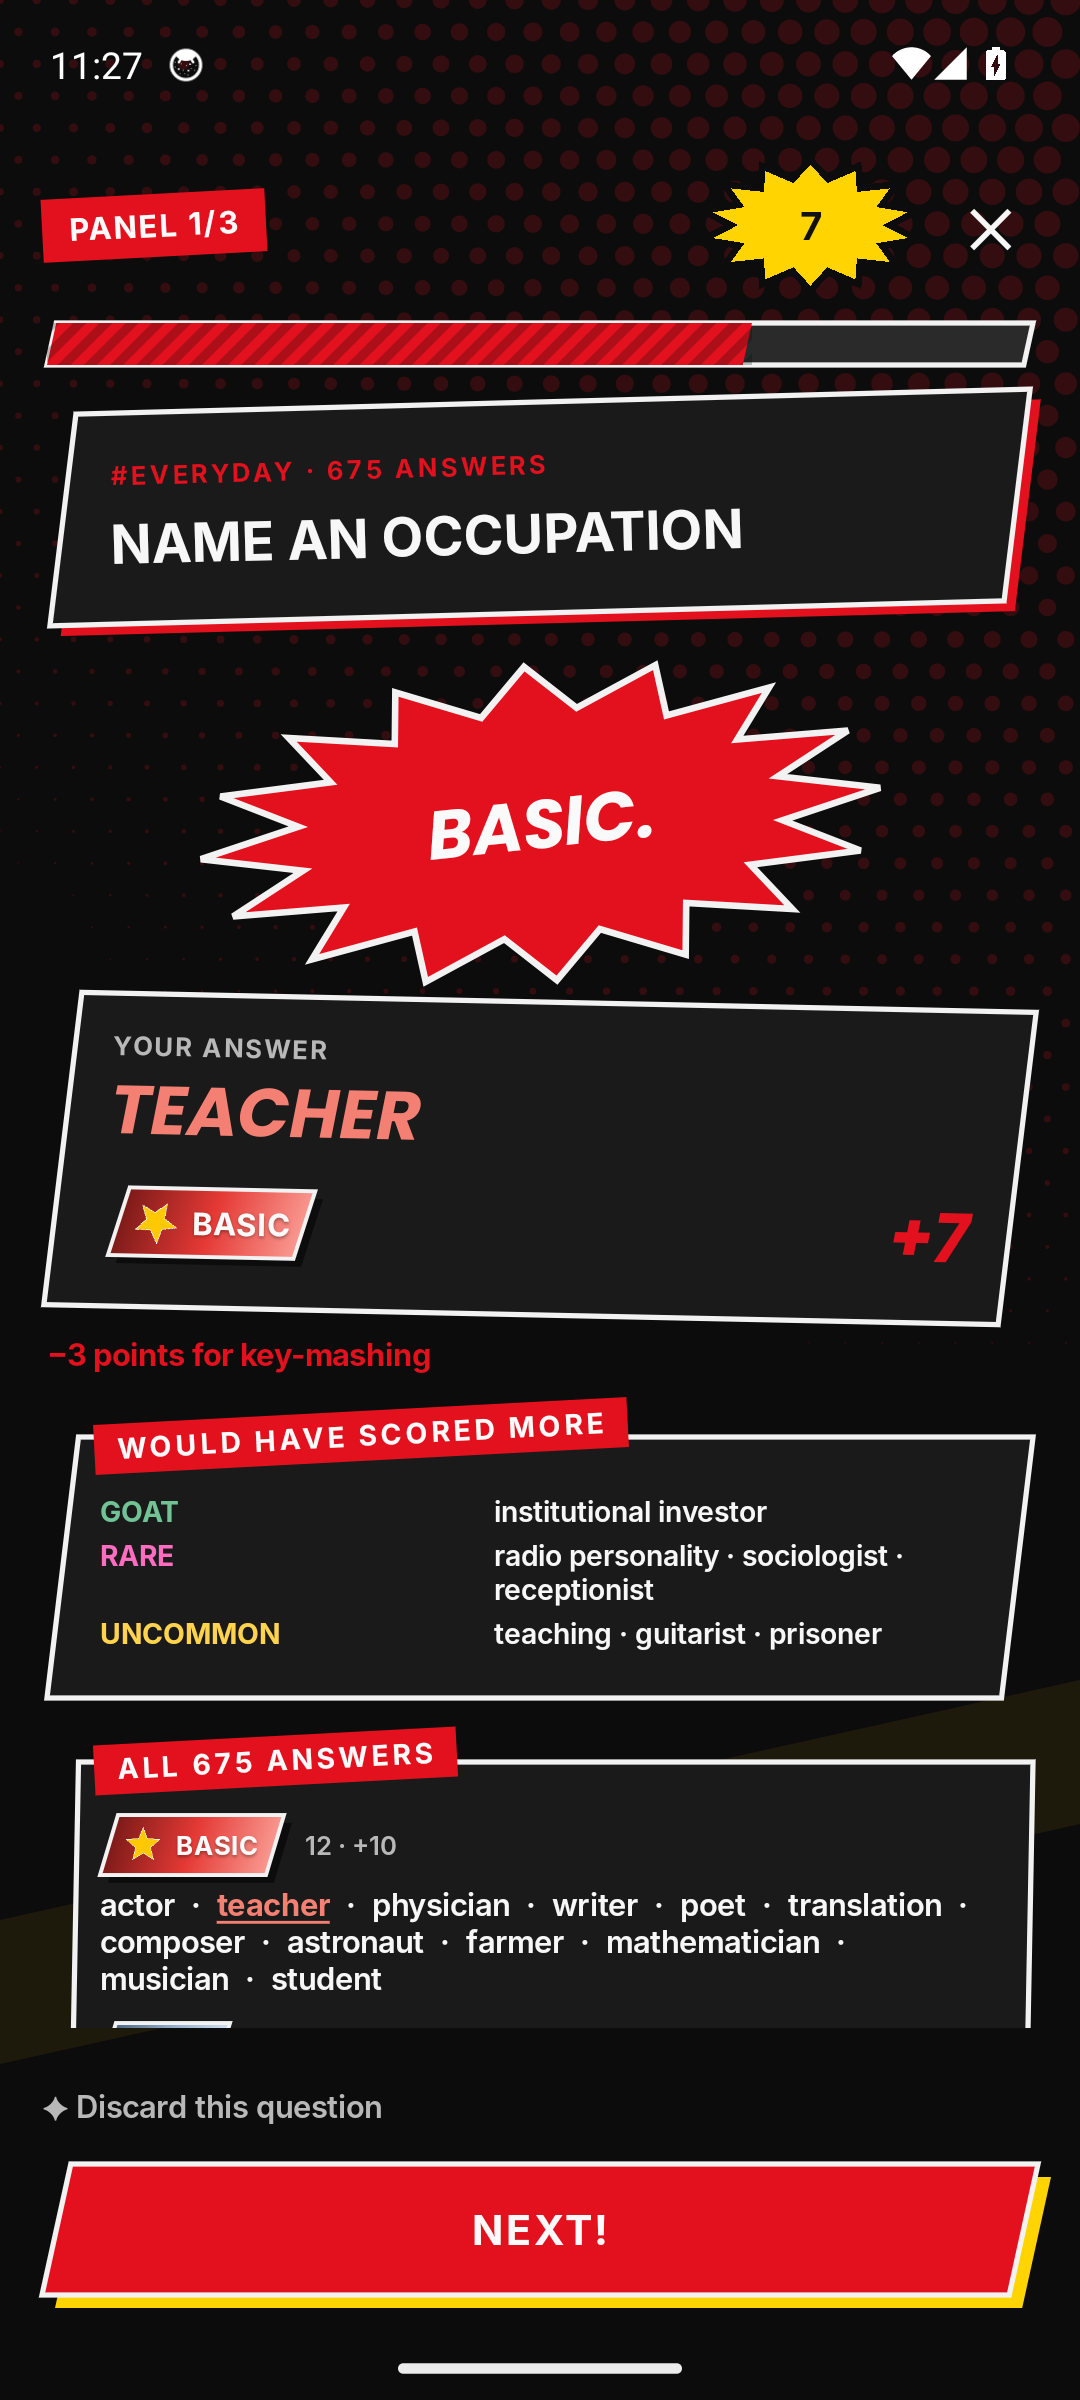 11:27
PANEL 1/3
7
#EVERYDAY · 675 ANSWERS
NAME AN OCCUPATION
BASIC.
YOUR ANSWER
TEACHER
BASIC
+7
−3 points for key-mashing
WOULD HAVE SCORED MORE
GOAT institutional investor
RARE radio personality · sociologist ·
receptionist
UNCOMMON teaching · guitarist · prisoner
ALL 675 ANSWERS
BASIC 12 · +10
actor · teacher · physician · writer · poet · translation ·
composer · astronaut · farmer · mathematician ·
musician · student
Discard this question
NEXT!